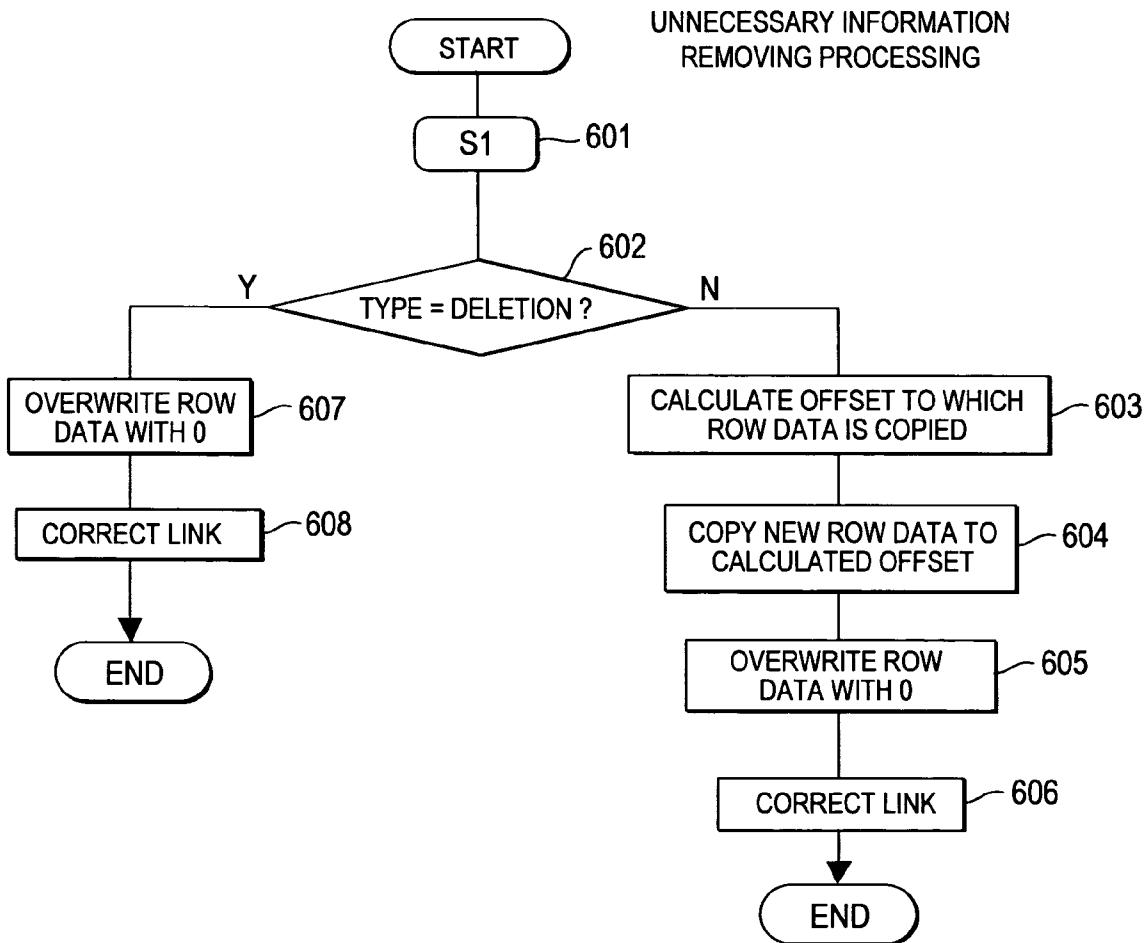 UNNECESSARY INFORMATION
REMOVING PROCESSING
START
S1
601
602
Y
TYPE = DELETION ?
N
OVERWRITE ROW
DATA WITH 0
607
CORRECT LINK
608
END
CALCULATE OFFSET TO WHICH
ROW DATA IS COPIED
603
COPY NEW ROW DATA TO
CALCULATED OFFSET
604
OVERWRITE ROW
DATA WITH 0
605
CORRECT LINK
606
END